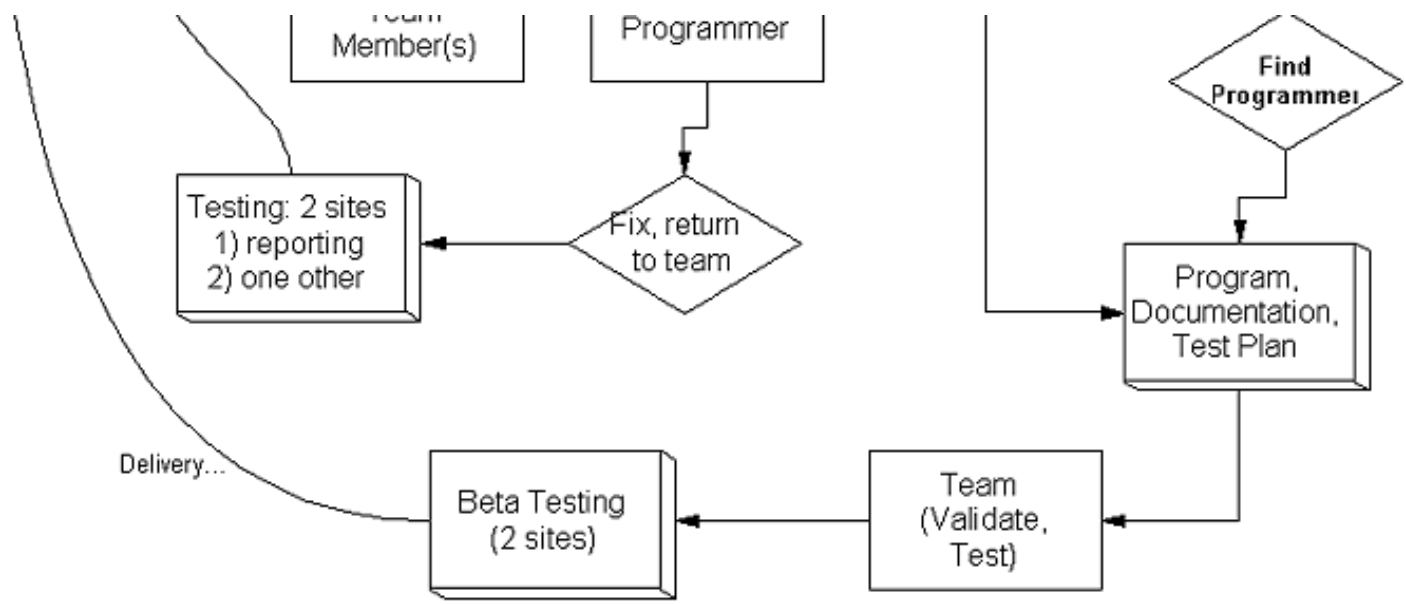 Team
Member(s)
Programmer
Find
Programmer
Testing: 2 sites
1) reporting
2) one other
Fix, return
to team
Program,
Documentation,
Test Plan
Delivery...
Beta Testing
(2 sites)
Team
(Validate,
Test)